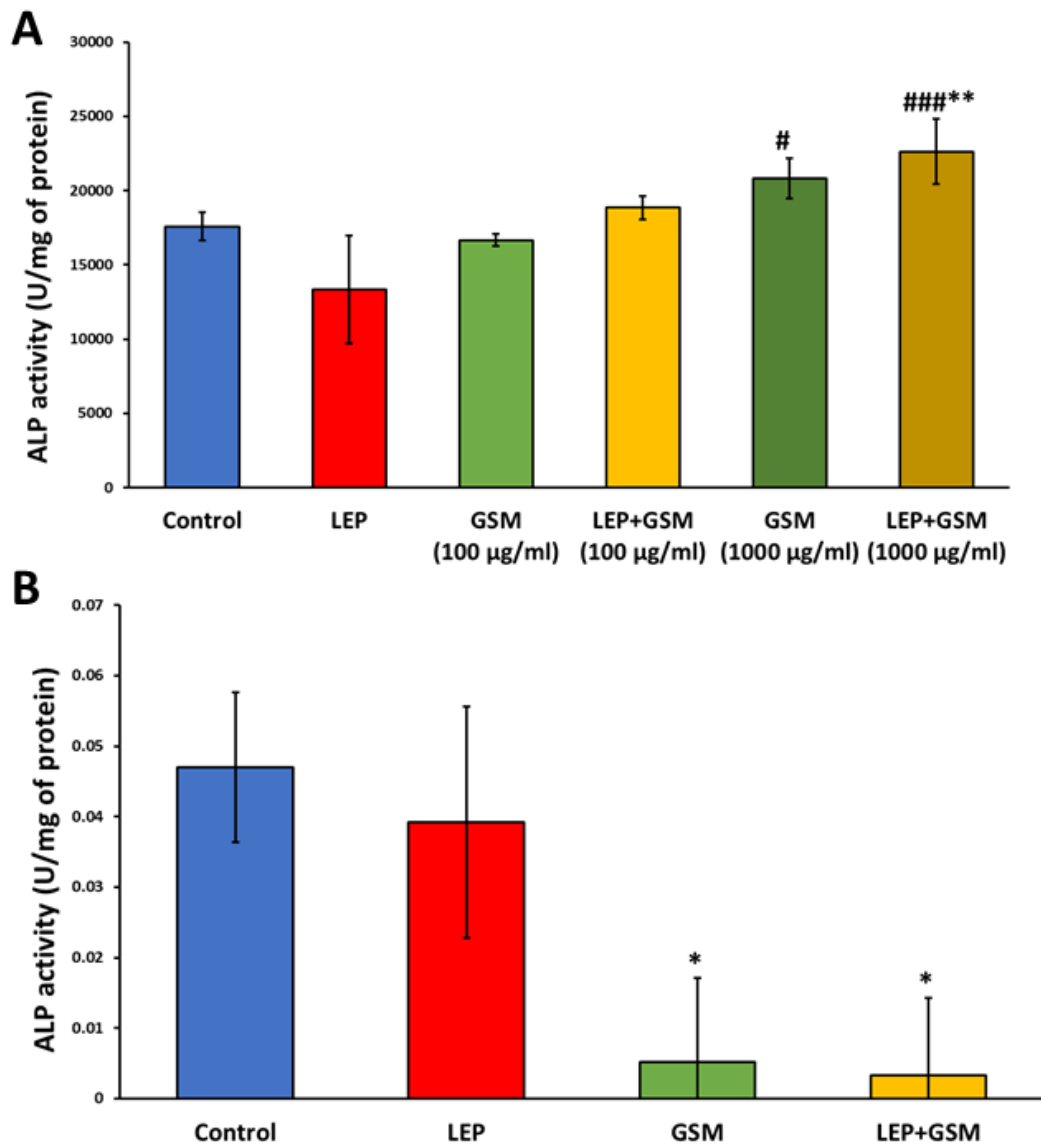 A
ALP activity (U/mg of protein)
30000
25000
20000
15000
10000
5000
0
#
###**
Control
LEP
GSM
(100 µg/ml)
LEP+GSM
(100 µg/ml)
GSM
(1000 µg/ml)
LEP+GSM
(1000 µg/ml)
B
ALP activity (U/mg of protein)
0.07
0.06
0.05
0.04
0.03
0.02
0.01
0
*
*
Control
LEP
GSM
LEP+GSM